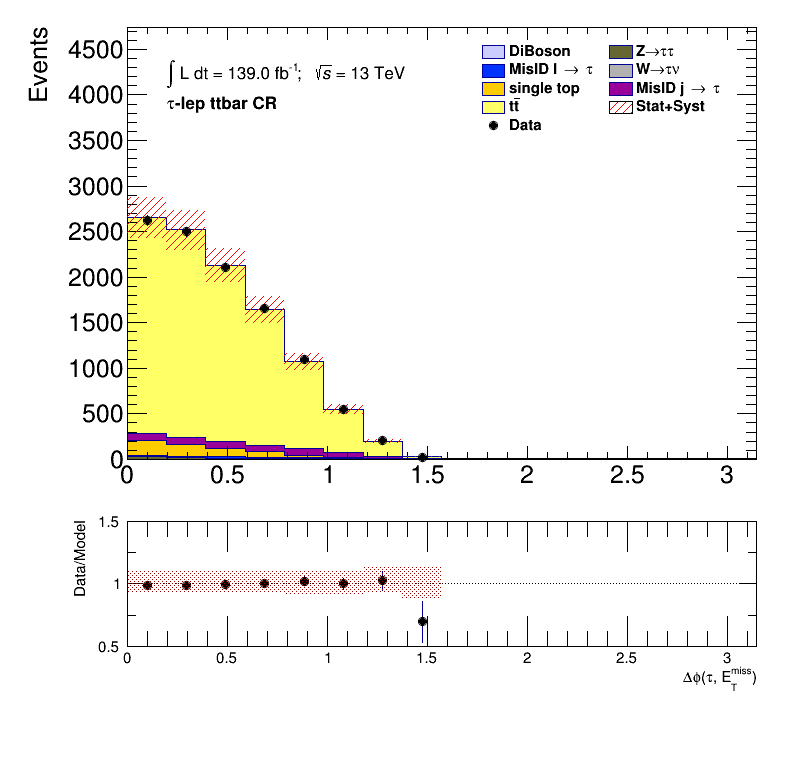 Events
4500
4000
3500
3000
2500
2000
1500
1000
500
0
∫ L dt = 139.0 fb⁻¹; √s = 13 TeV
τ-lep ttbar CR
DiBoson
Z→ττ
MisID l → τ
W→τν
single top
MisID j → τ
tt̄
Stat+Syst
Data
0 0.5 1 1.5 2 2.5 3
Data/Model
1.5
1
0.5
0 0.5 1 1.5 2 2.5 3
Δϕ(τ, E_T^miss)